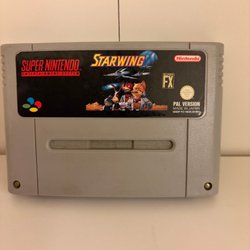 SUPER NINTENDO
ENTERTAINMENT SYSTEM
STARWING
Nintendo
FX
PAL VERSION
MADE IN JAPAN